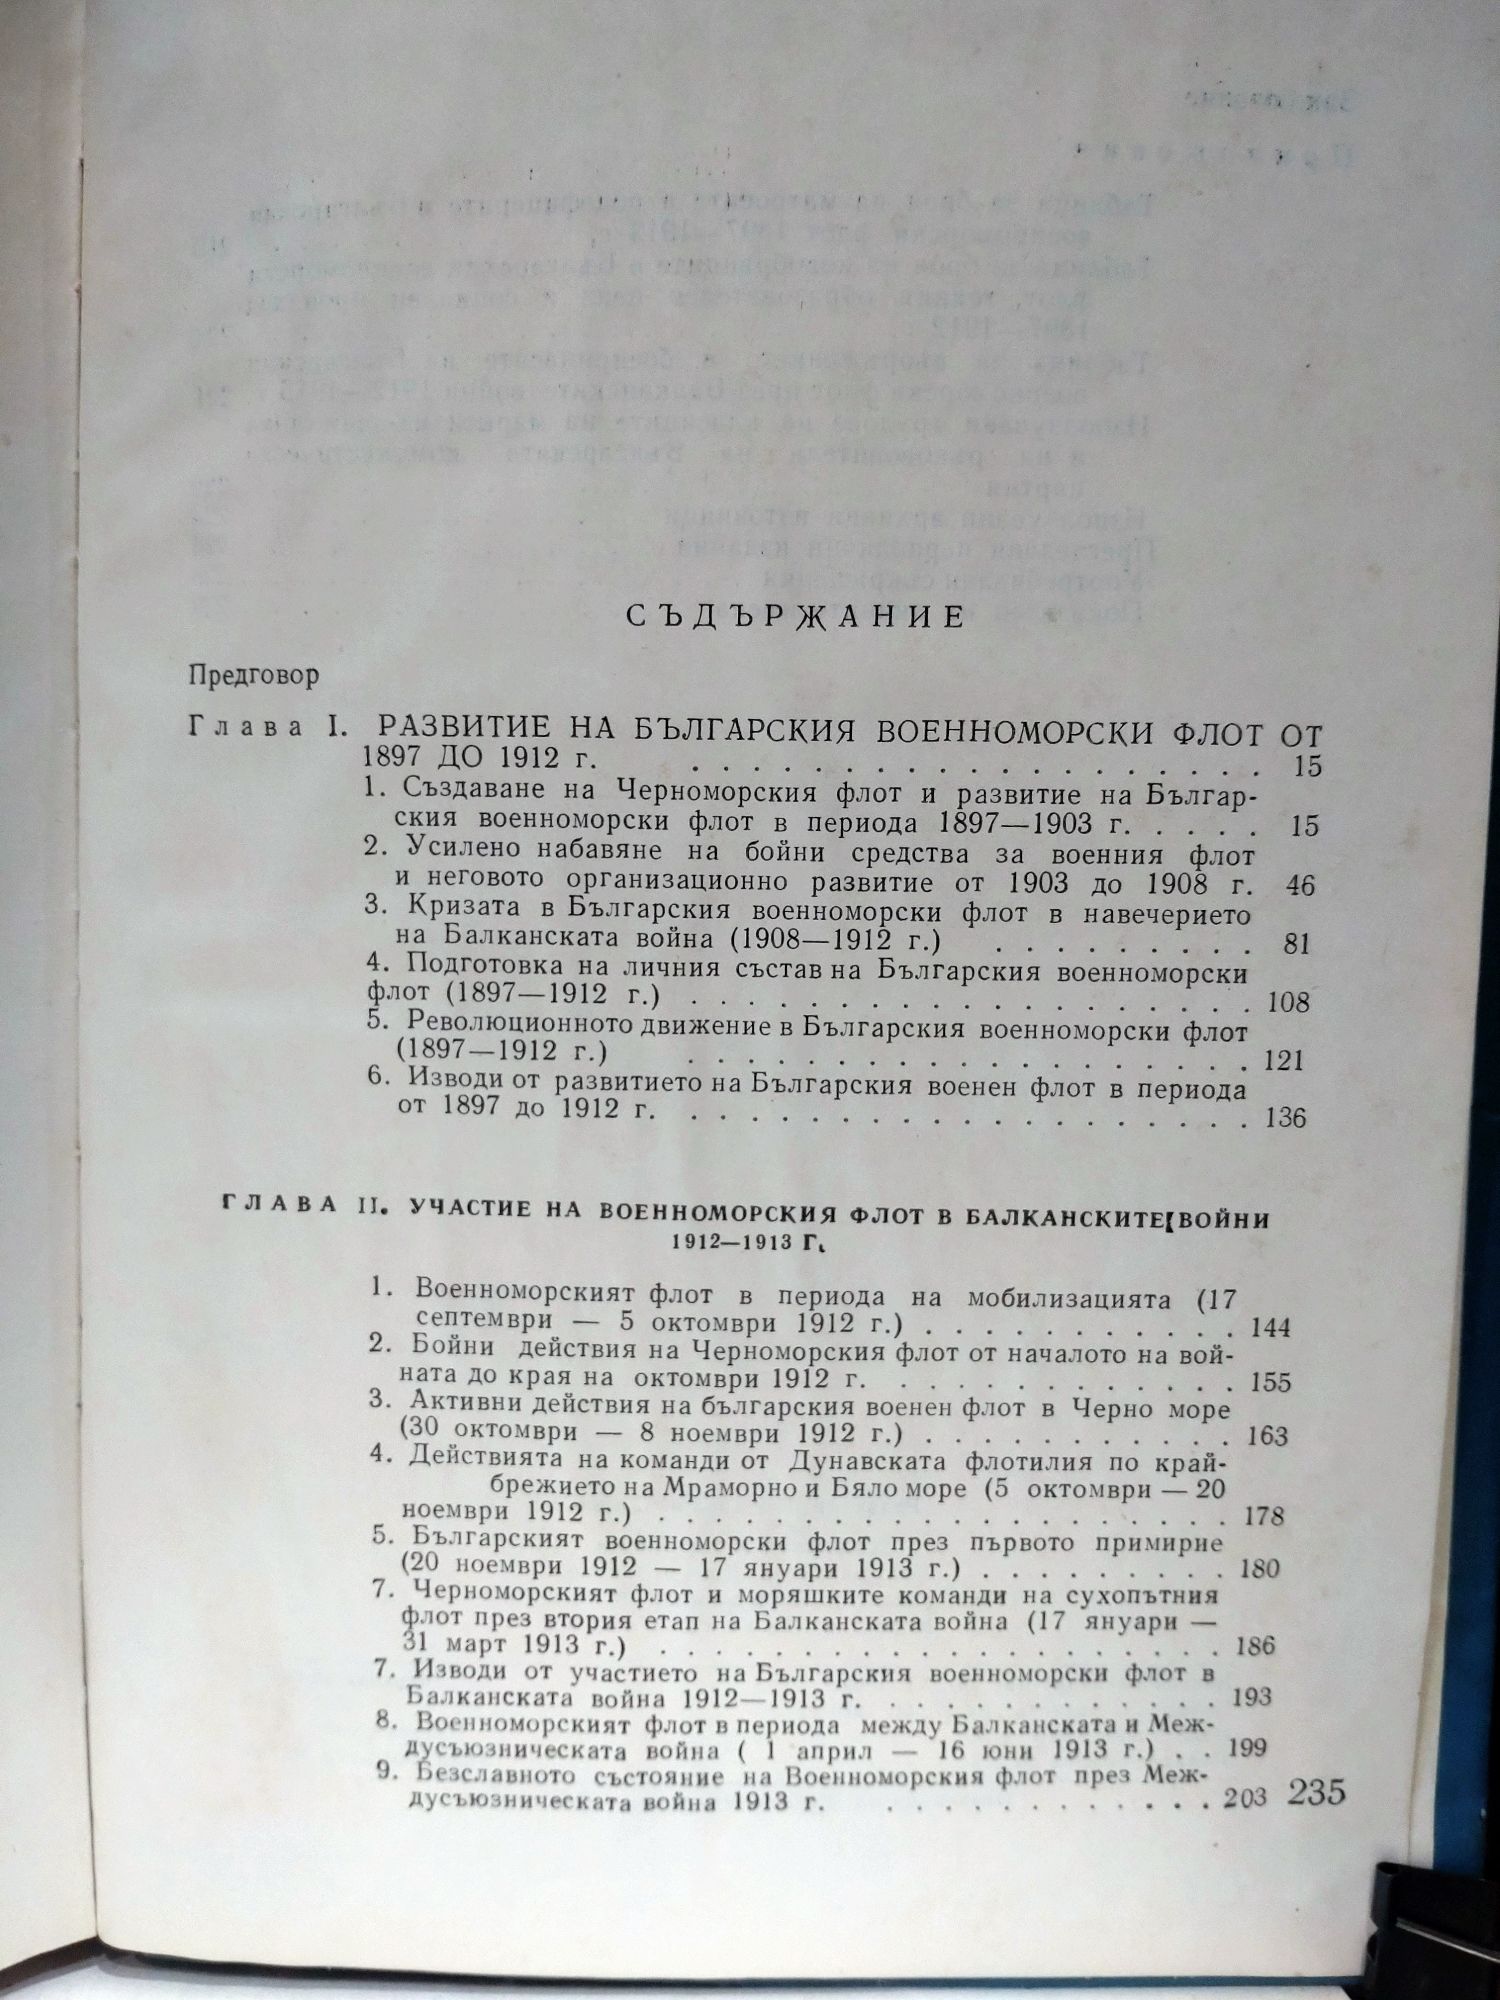 СЪДЪРЖАНИЕ
Предговор
Глава I. РАЗВИТИЕ НА БЪЛГАРСКИЯ ВОЕННОМОРСКИ ФЛОТ ОТ
1897 ДО 1912 г. . . . . . . . . . . . . . . . . . . . 15
1. Създаване на Черноморския флот и развитие на Българ-
ския военноморски флот в периода 1897—1903 г. . . . . 15
2. Усилено набавяне на бойни средства за военния флот
и неговото организационно развитие от 1903 до 1908 г. 46
3. Кризата в Българския военноморски флот в навечерието
на Балканската война (1908—1912 г.) . . . . . . . . . 81
4. Подготовка на личния състав на Българския военноморски
флот (1897—1912 г.) . . . . . . . . . . . . . . . . . . . 108
5. Революционното движение в Българския военноморски флот
(1897—1912 г.) . . . . . . . . . . . . . . . . . . . 121
6. Изводи от развитието на Българския военен флот в периода
от 1897 до 1912 г. . . . . . . . . . . . . . . . . . . . 136
ГЛАВА II. УЧАСТИЕ НА ВОЕННОМОРСКИЯ ФЛОТ В БАЛКАНСКИТЕ ВОЙНИ
1912—1913 Г.
1. Военноморският флот в периода на мобилизацията (17
септември — 5 октомври 1912 г.) . . . . . . . . . . . 144
2. Бойни действия на Черноморския флот от началото на вой-
ната до края на октомври 1912 г. . . . . . . . . . . . . 155
3. Активни действия на българския военен флот в Черно море
(30 октомври — 8 ноември 1912 г.) . . . . . . . . . . . 163
4. Действията на команди от Дунавската флотилия по край-
брежието на Мраморно и Бяло море (5 октомври — 20
ноември 1912 г.) . . . . . . . . . . . . . . . . . . . 178
5. Българският военноморски флот през първото примирие
(20 ноември 1912 — 17 януари 1913 г.) . . . . . . . . . 180
7. Черноморският флот и моряшките команди на сухопътния
флот през втория етап на Балканската война (17 януари —
31 март 1913 г.) . . . . . . . . . . . . . . . . . . . 186
7. Изводи от участието на Българския военноморски флот в
Балканската война 1912—1913 г. . . . . . . . . . . . . 193
8. Военноморският флот в периода между Балканската и Меж-
дусъюзническата война ( 1 април — 16 юни 1913 г.) . . 199
9. Безславното състояние на Военноморския флот през Меж-
дусъюзническата война 1913 г. . . . . . . . . . . . . 203
235